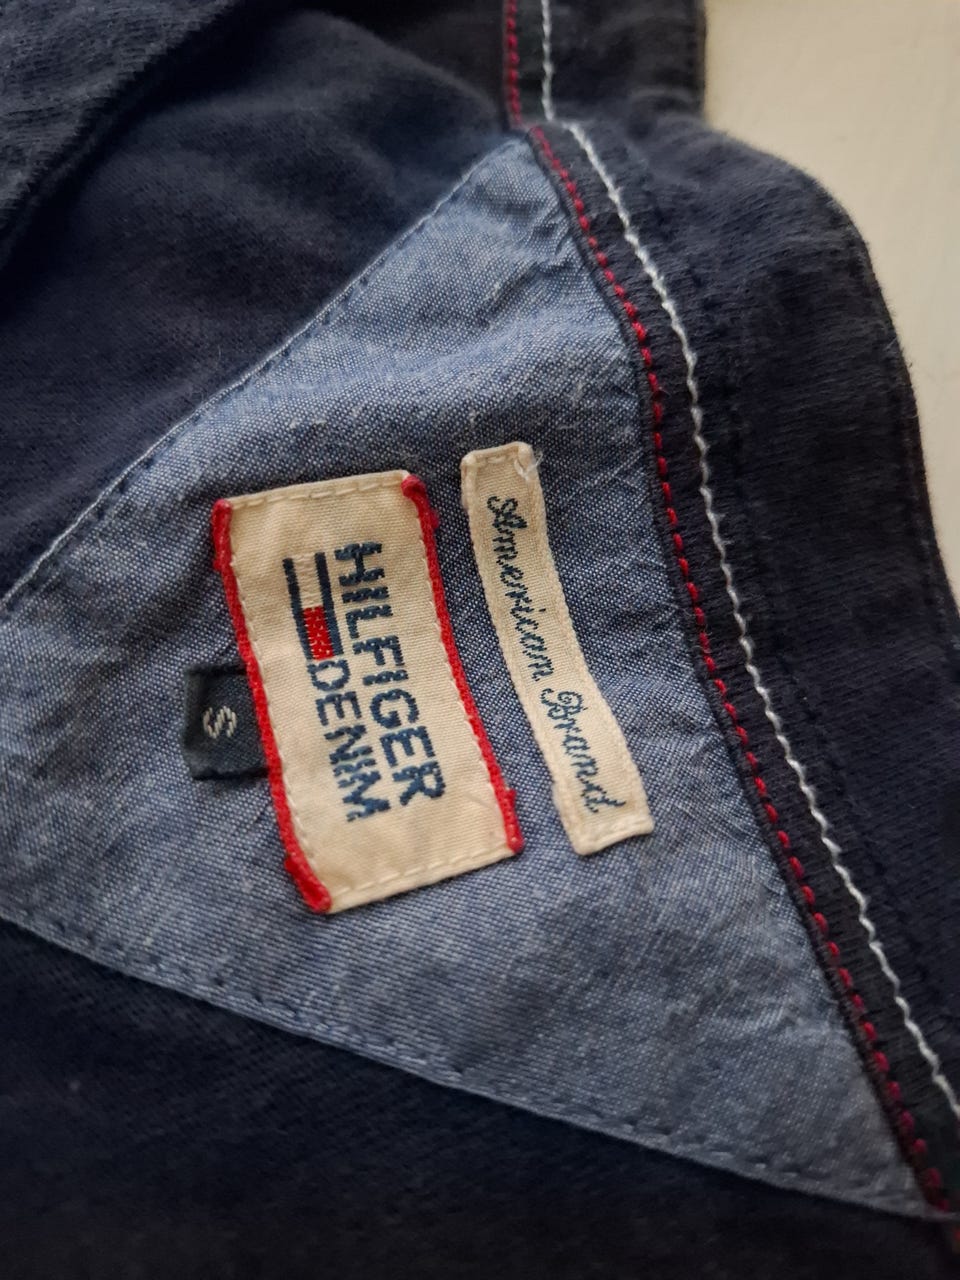 American Brand
HILFIGER
DENIM
S